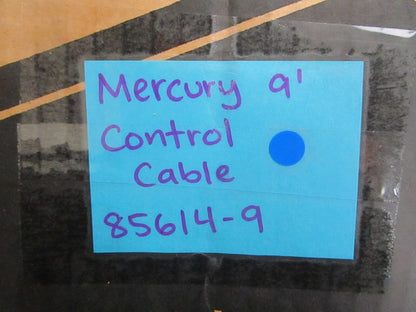 Mercury 9'
Control
Cable
85614-9